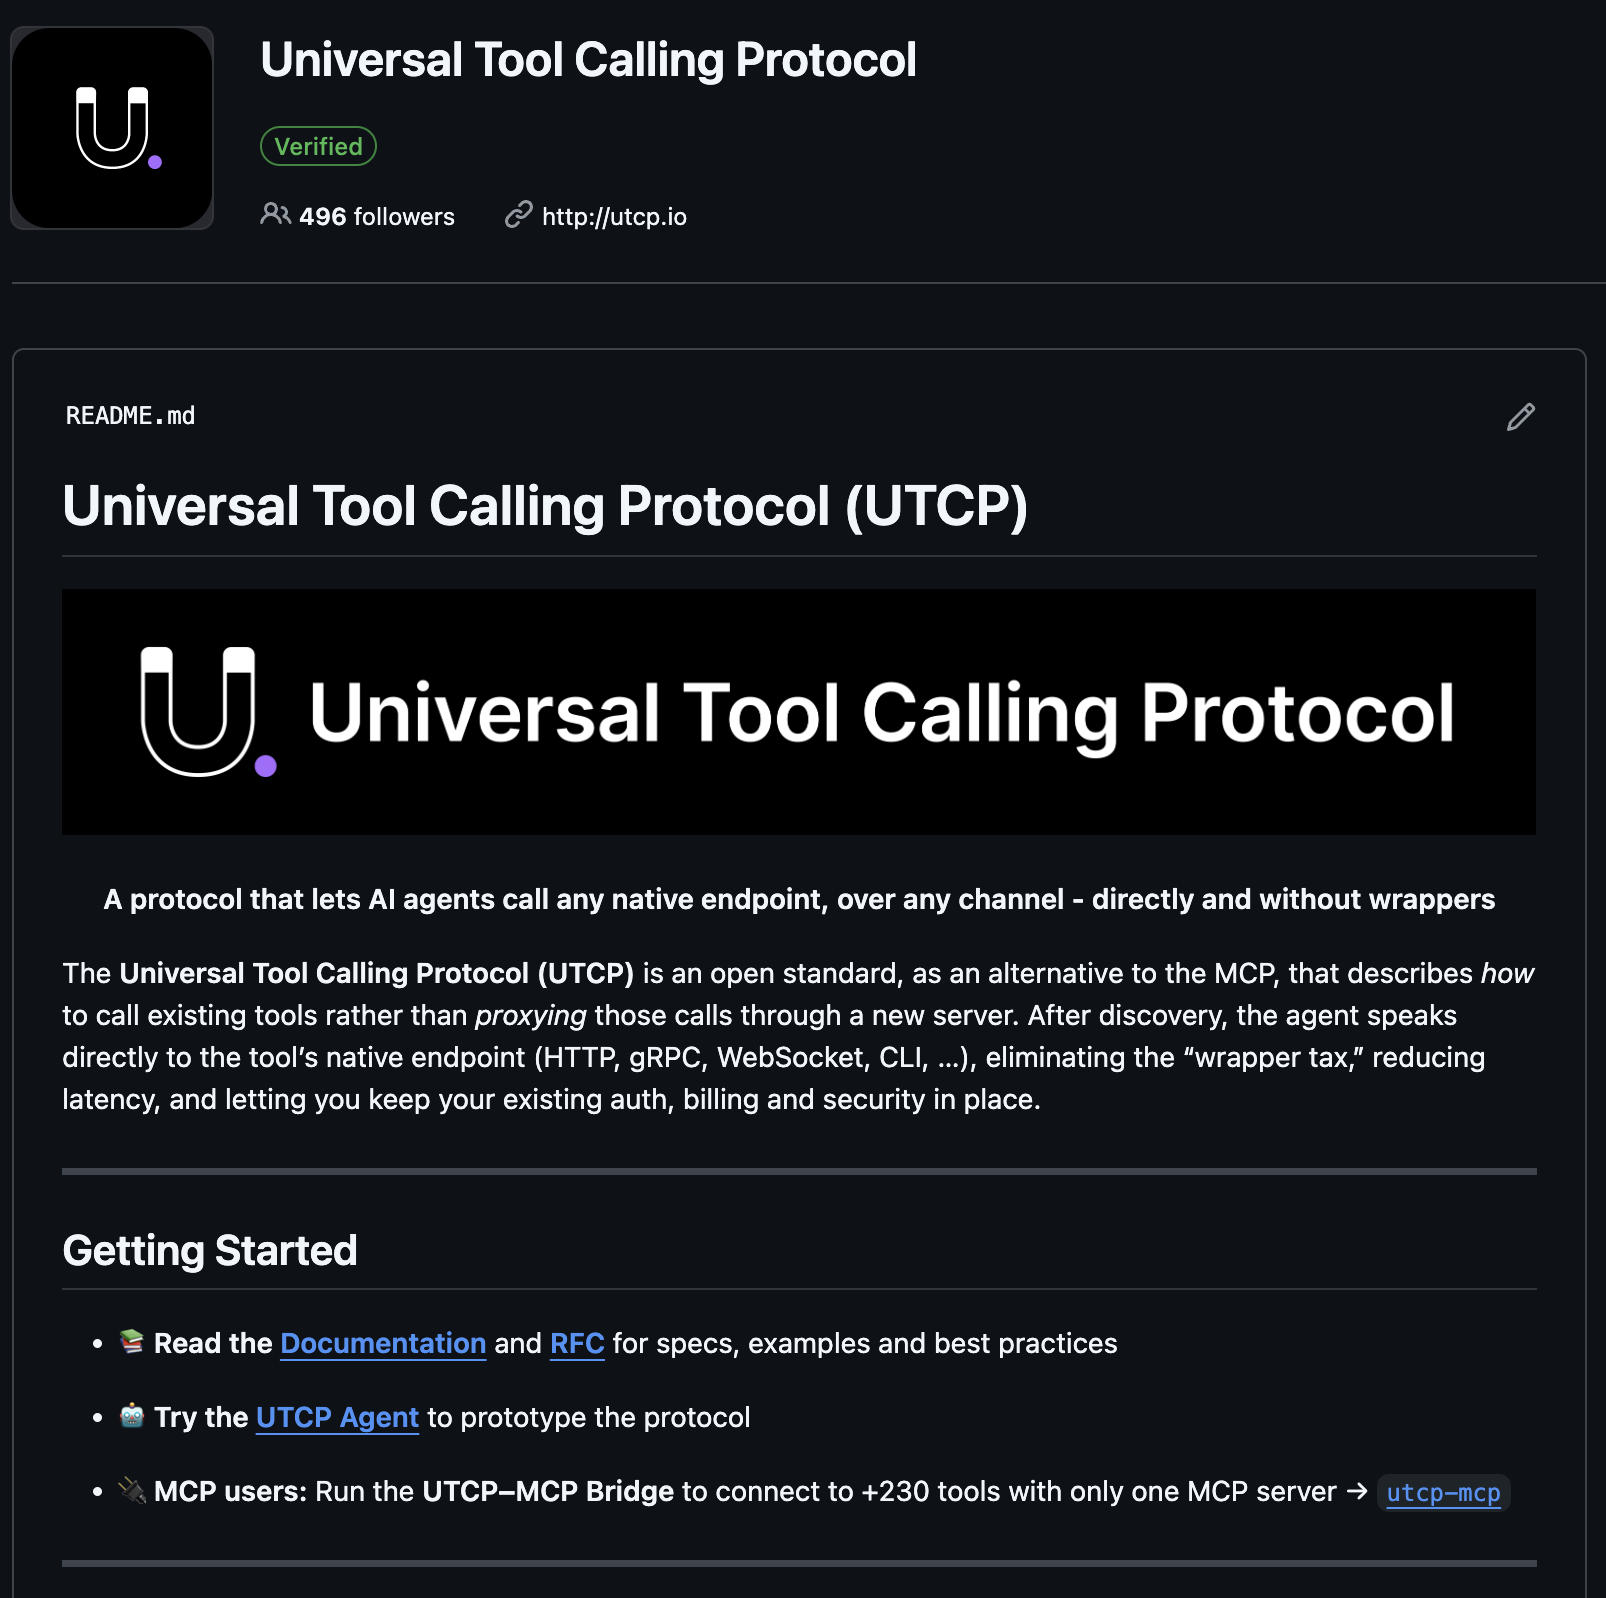 Universal Tool Calling Protocol
Verified
496 followers http://utcp.io
README.md
Universal Tool Calling Protocol (UTCP)
U. Universal Tool Calling Protocol
A protocol that lets AI agents call any native endpoint, over any channel - directly and without wrappers
The Universal Tool Calling Protocol (UTCP) is an open standard, as an alternative to the MCP, that describes how
to call existing tools rather than proxying those calls through a new server. After discovery, the agent speaks
directly to the tool’s native endpoint (HTTP, gRPC, WebSocket, CLI, ...), eliminating the “wrapper tax,” reducing
latency, and letting you keep your existing auth, billing and security in place.
Getting Started
• 📚 Read the Documentation and RFC for specs, examples and best practices
• 🤖 Try the UTCP Agent to prototype the protocol
• 🔌 MCP users: Run the UTCP–MCP Bridge to connect to +230 tools with only one MCP server → utcp-mcp